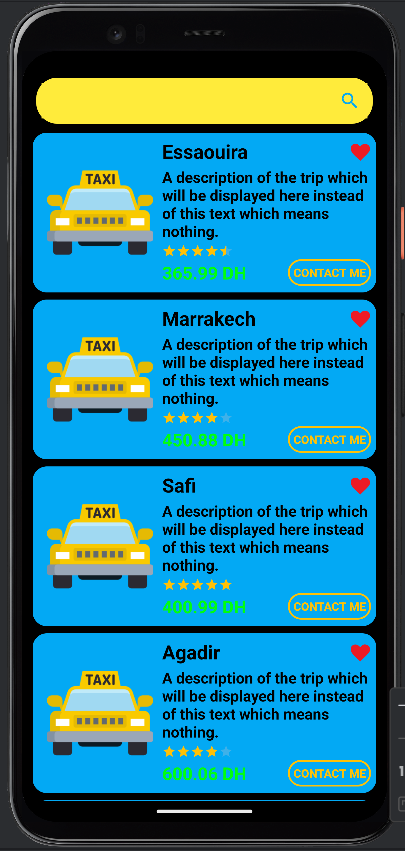 Essaouira
A description of the trip which
will be displayed here instead
of this text which means
nothing.
TAXI
365.99 DH
CONTACT ME
Marrakech
A description of the trip which
will be displayed here instead
of this text which means
nothing.
TAXI
450.88 DH
CONTACT ME
Safi
A description of the trip which
will be displayed here instead
of this text which means
nothing.
TAXI
400.99 DH
CONTACT ME
Agadir
A description of the trip which
will be displayed here instead
of this text which means
nothing.
TAXI
600.06 DH
CONTACT ME